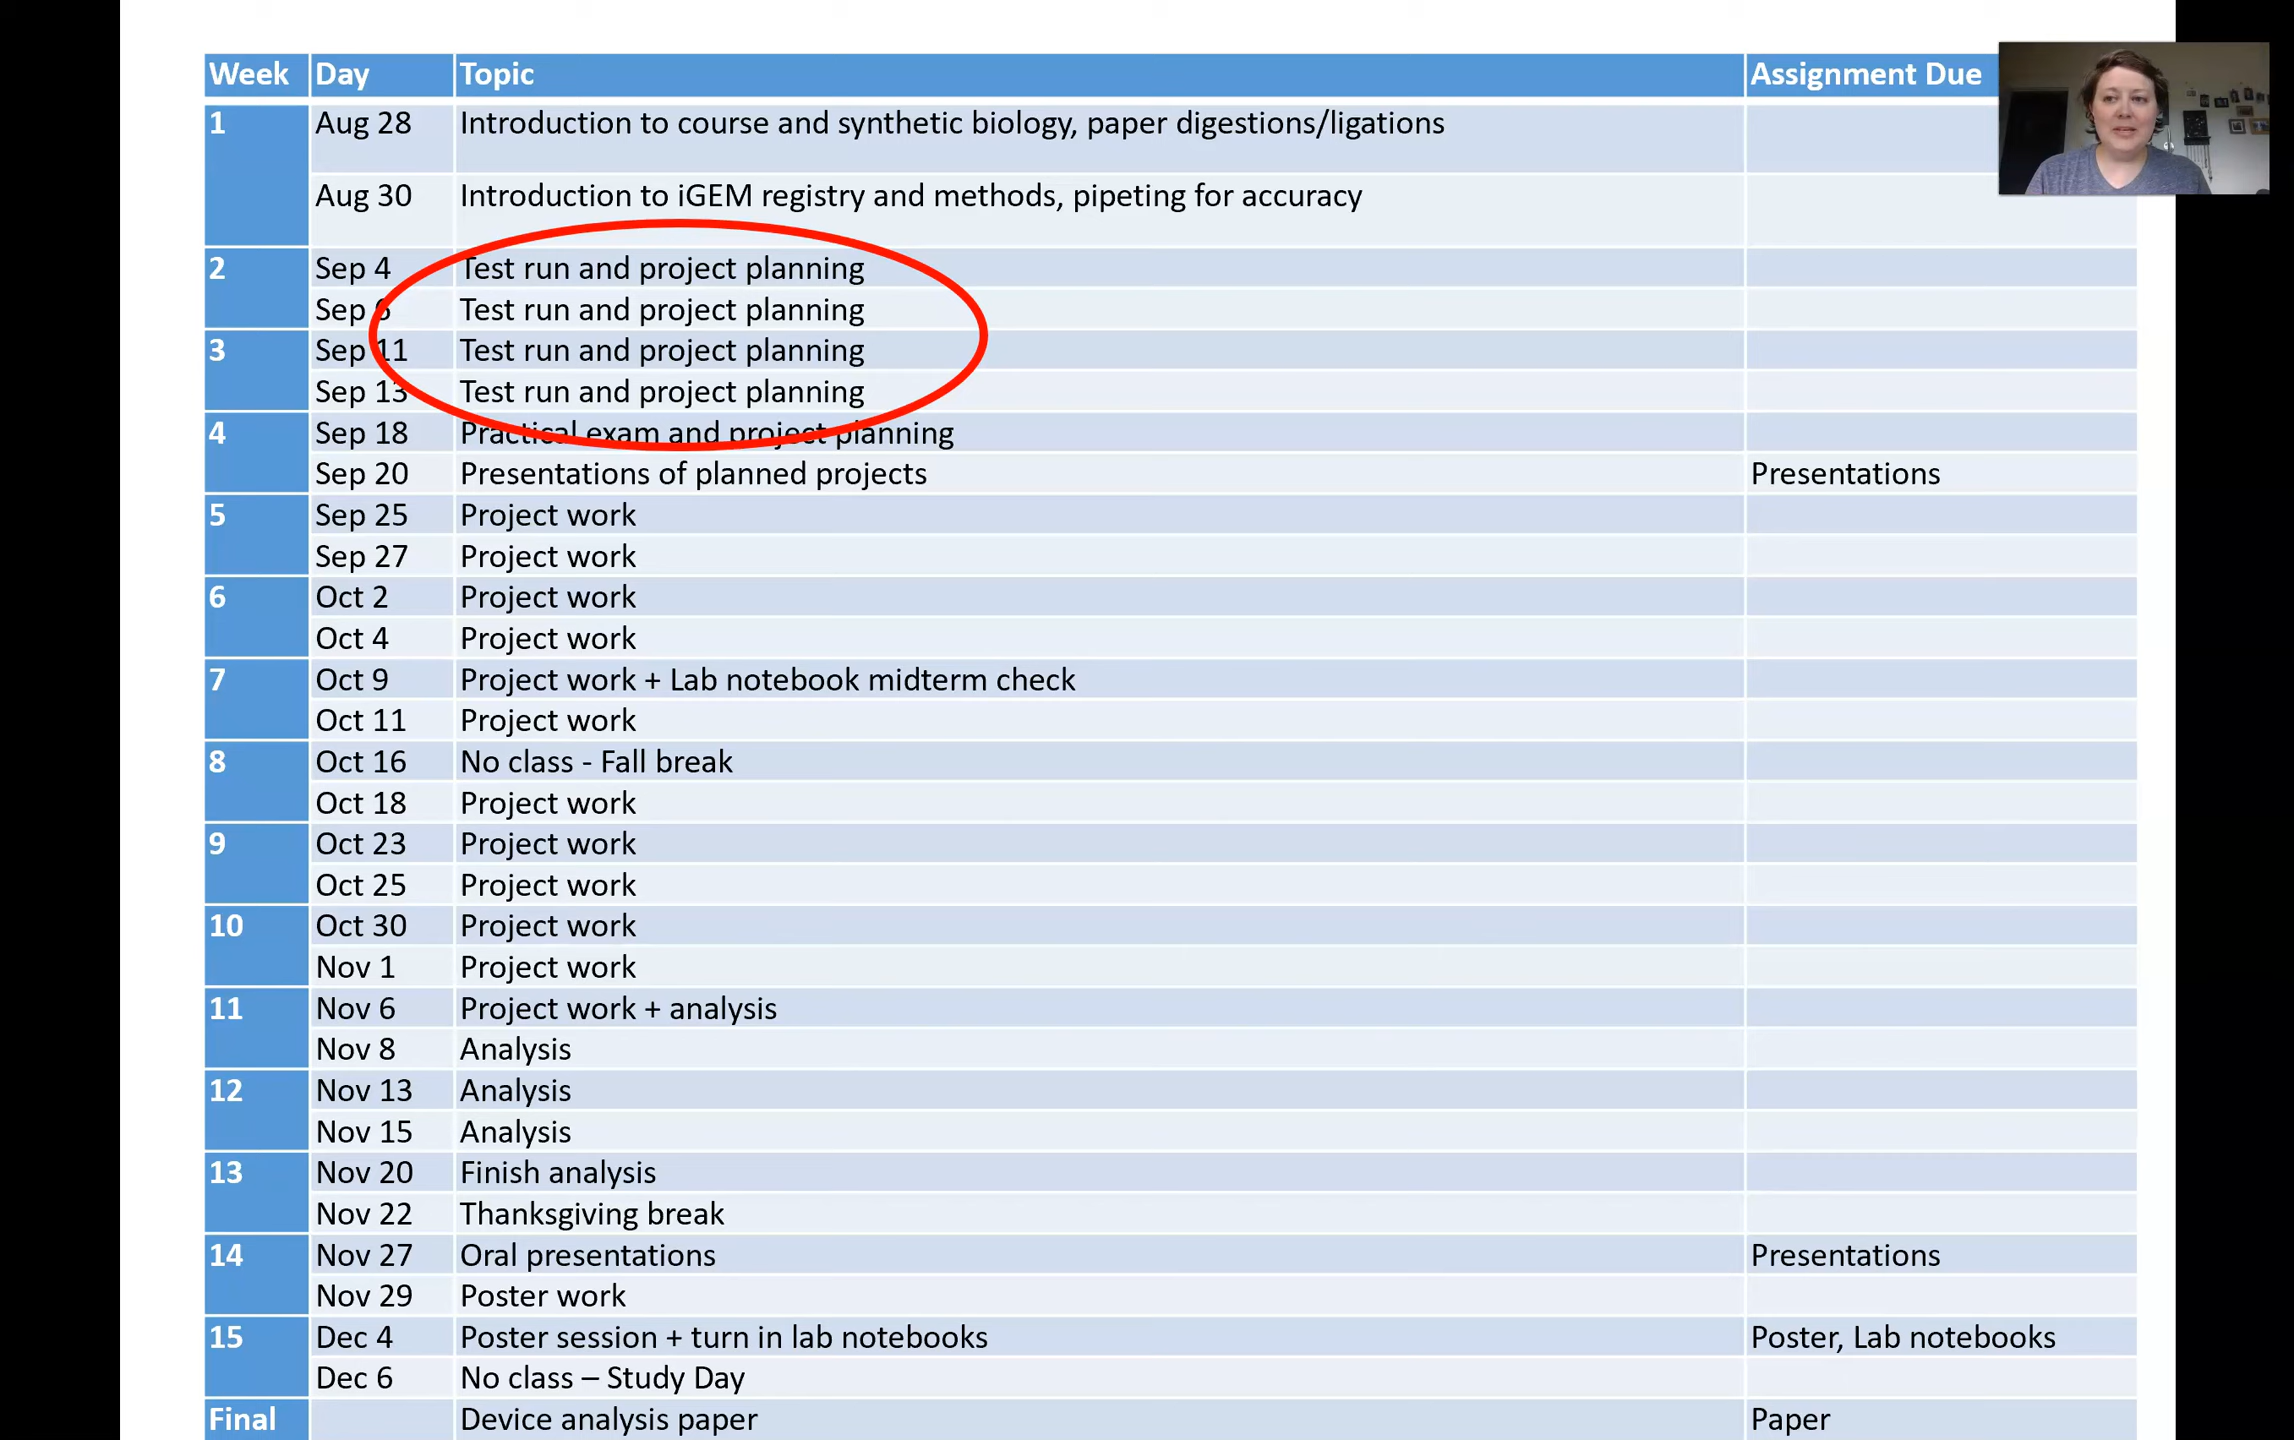 Week Day Topic Assignment Due
1 Aug 28 Introduction to course and synthetic biology, paper digestions/ligations
Aug 30 Introduction to iGEM registry and methods, pipeting for accuracy
2 Sep 4 Test run and project planning
Sep 6 Test run and project planning
3 Sep 11 Test run and project planning
Sep 13 Test run and project planning
4 Sep 18 Practical exam and project planning
Sep 20 Presentations of planned projects Presentations
5 Sep 25 Project work
Sep 27 Project work
6 Oct 2 Project work
Oct 4 Project work
7 Oct 9 Project work + Lab notebook midterm check
Oct 11 Project work
8 Oct 16 No class - Fall break
Oct 18 Project work
9 Oct 23 Project work
Oct 25 Project work
10 Oct 30 Project work
Nov 1 Project work
11 Nov 6 Project work + analysis
Nov 8 Analysis
12 Nov 13 Analysis
Nov 15 Analysis
13 Nov 20 Finish analysis
Nov 22 Thanksgiving break
14 Nov 27 Oral presentations Presentations
Nov 29 Poster work
15 Dec 4 Poster session + turn in lab notebooks Poster, Lab notebooks
Dec 6 No class – Study Day
Final Device analysis paper Paper